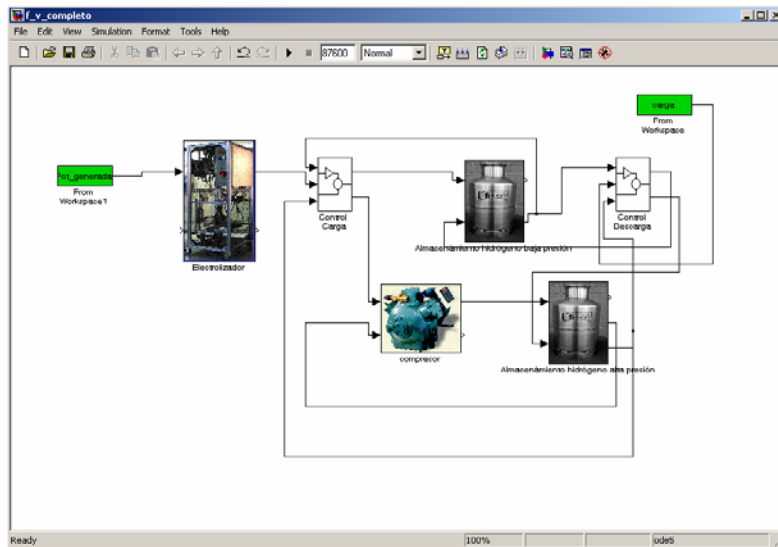 f_v_completo
File Edit View Simulation Format Tools Help
87600 Normal
carga
From
Workspace
Pot_generada
From
Workspace1
Electrolizador
Control
Carga
Almacenamiento hidrógeno baja presión
Control
Descarga
compresor
Almacenamiento hidrógeno alta presión
Ready 100% ode5